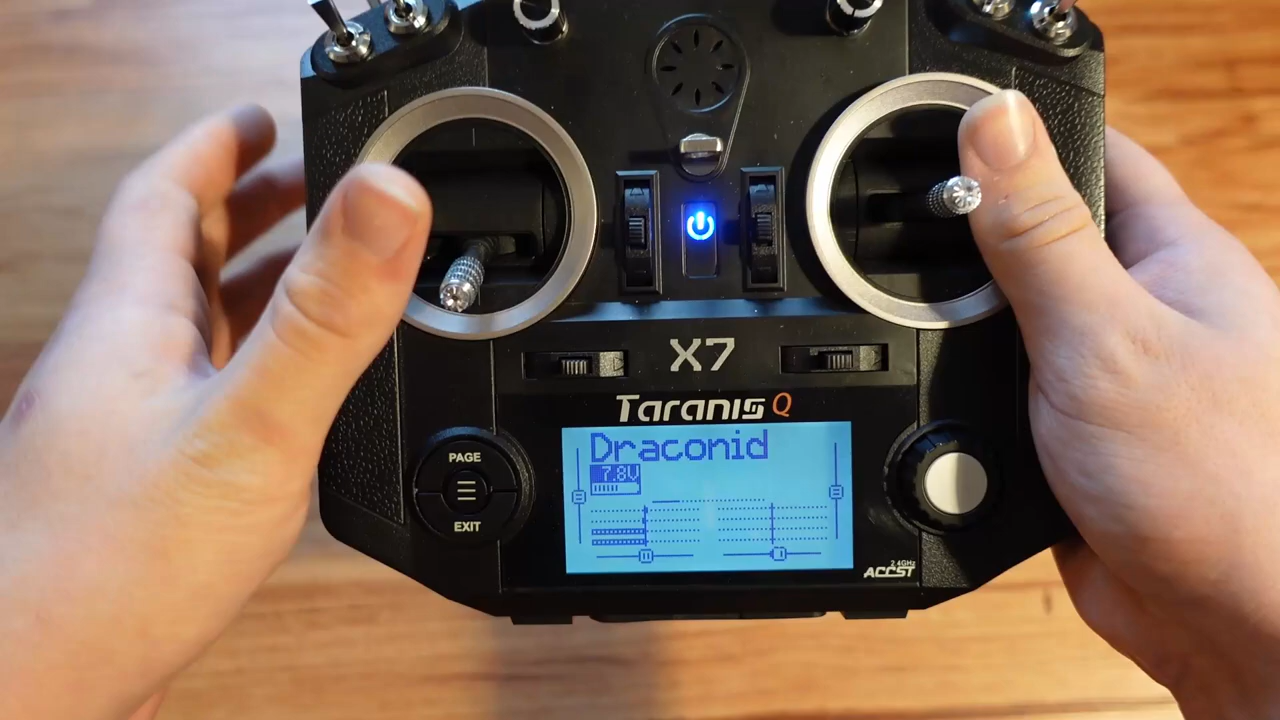 X7
Taranis Q
Draconid
7.8V
PAGE
EXIT
2.4GHz
ACCST